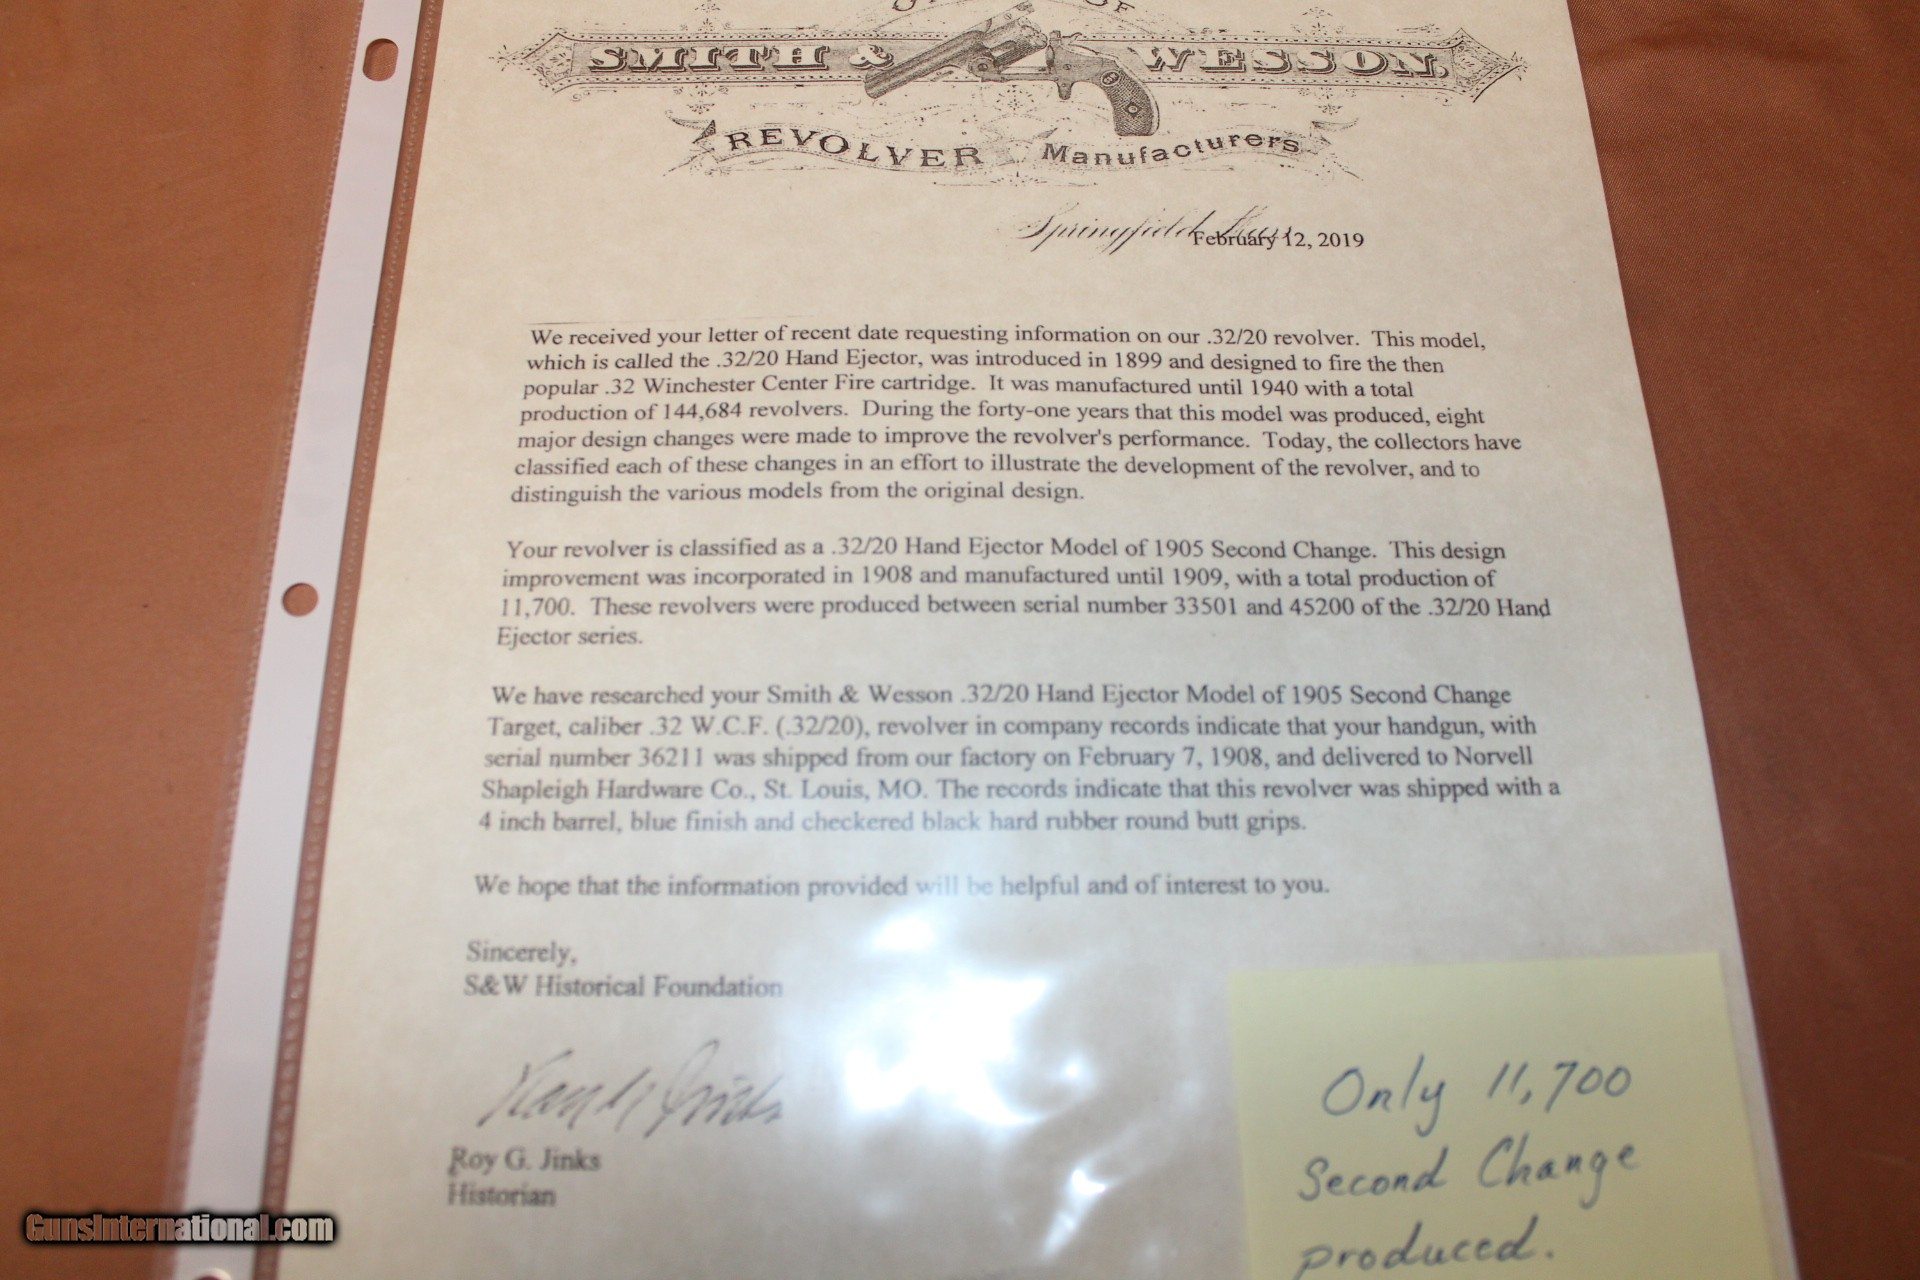 SMITH & WESSON,
REVOLVER Manufacturers
Springfield February 12, 2019
We received your letter of recent date requesting information on our .32/20 revolver. This model,
which is called the .32/20 Hand Ejector, was introduced in 1899 and designed to fire the then
popular .32 Winchester Center Fire cartridge. It was manufactured until 1940 with a total
production of 144,684 revolvers. During the forty-one years that this model was produced, eight
major design changes were made to improve the revolver's performance. Today, the collectors have
classified each of these changes in an effort to illustrate the development of the revolver, and to
distinguish the various models from the original design.
Your revolver is classified as a .32/20 Hand Ejector Model of 1905 Second Change. This design
improvement was incorporated in 1908 and manufactured until 1909, with a total production of
11,700. These revolvers were produced between serial number 33501 and 45200 of the .32/20 Hand
Ejector series.
We have researched your Smith & Wesson .32/20 Hand Ejector Model of 1905 Second Change
Target, caliber .32 W.C.F. (.32/20), revolver in company records indicate that your handgun, with
serial number 36211 was shipped from our factory on February 7, 1908, and delivered to Norvell
Shapleigh Hardware Co., St. Louis, MO. The records indicate that this revolver was shipped with a
4 inch barrel, blue finish and checkered black hard rubber round butt grips.
We hope that the information provided will be helpful and of interest to you.
Sincerely,
S&W Historical Foundation
Roy G. Jinks
Historian
Only 11,700
Second Change
produced.
GunsInternational.com